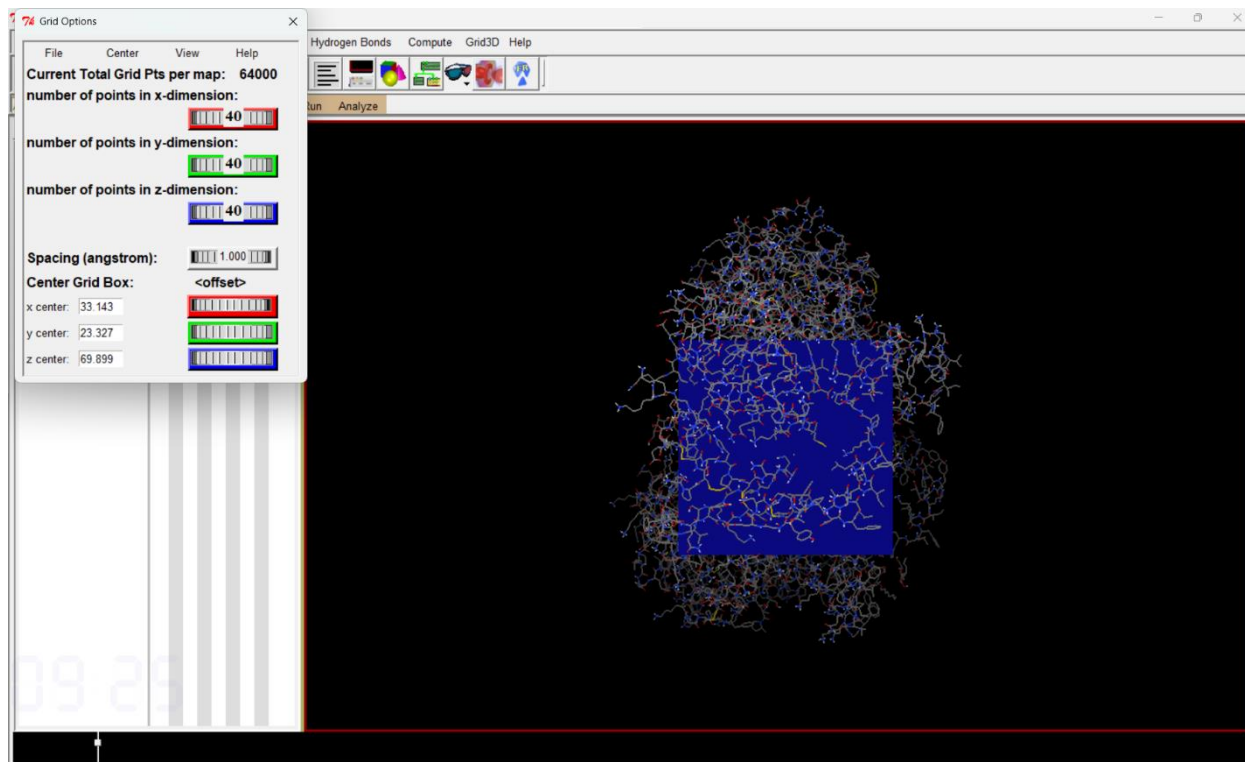 Grid Options
Hydrogen Bonds Compute Grid3D Help
File Center View Help
Current Total Grid Pts per map: 64000
number of points in x-dimension:
40
number of points in y-dimension:
40
number of points in z-dimension:
40
Spacing (angstrom): 1.000
Center Grid Box: <offset>
x center: 33.143
y center: 23.327
z center: 69.899
Analyze
09 25